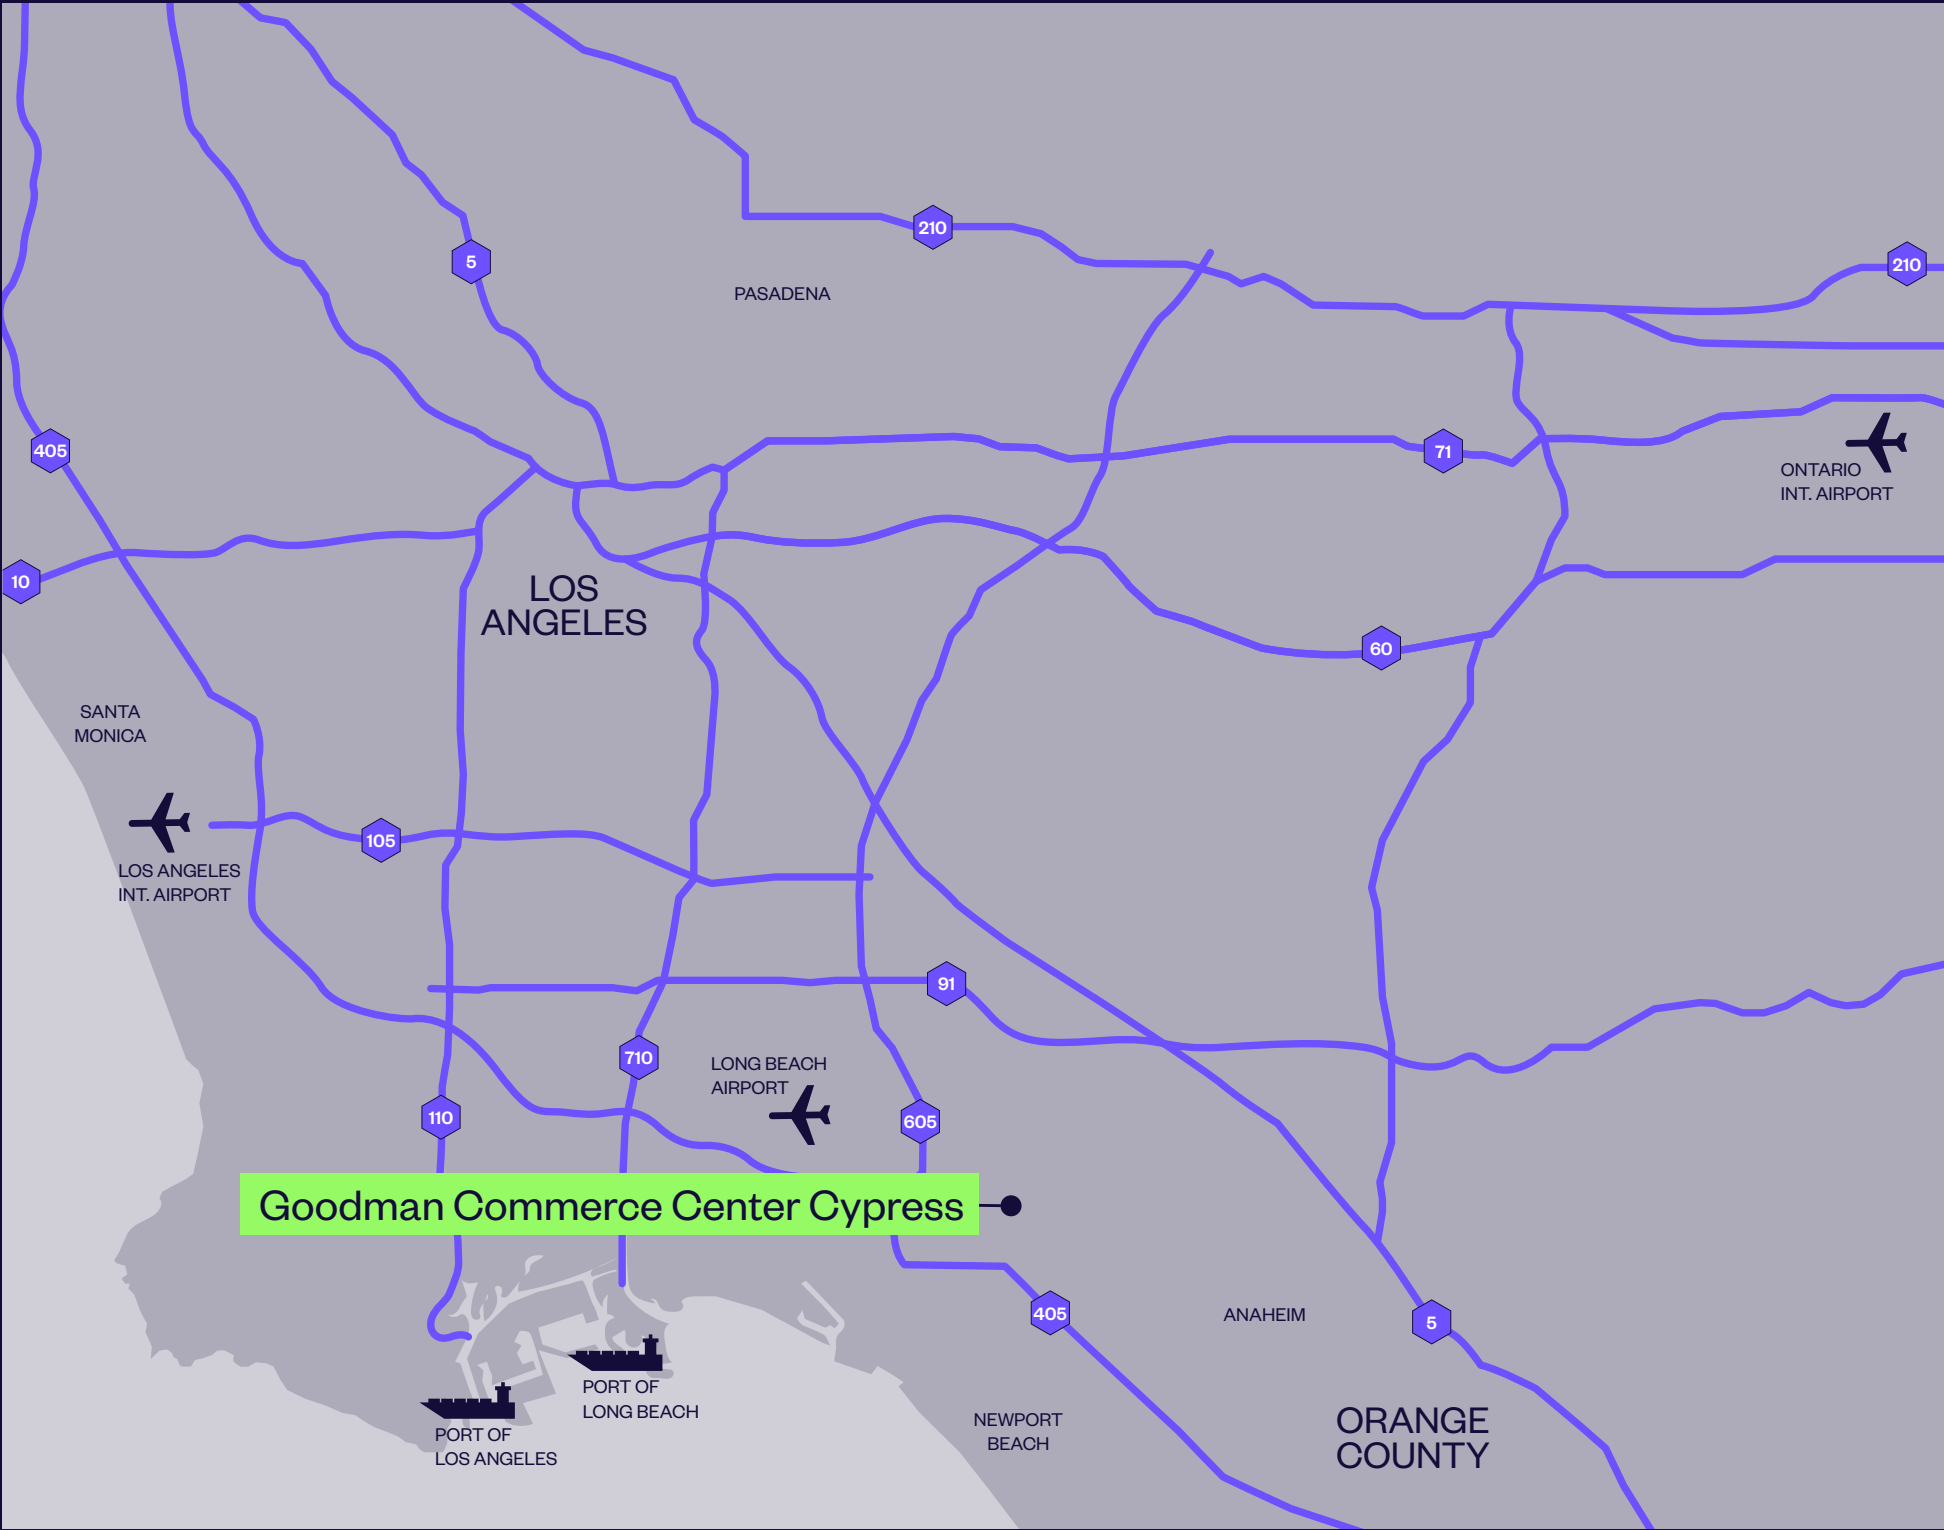 210
5
210
PASADENA
405
71
ONTARIO
INT. AIRPORT
10
LOS
ANGELES
60
SANTA
MONICA
105
LOS ANGELES
INT. AIRPORT
91
710
LONG BEACH
AIRPORT
110
605
Goodman Commerce Center Cypress
405
ANAHEIM
5
PORT OF
LONG BEACH
NEWPORT
BEACH
ORANGE
COUNTY
PORT OF
LOS ANGELES